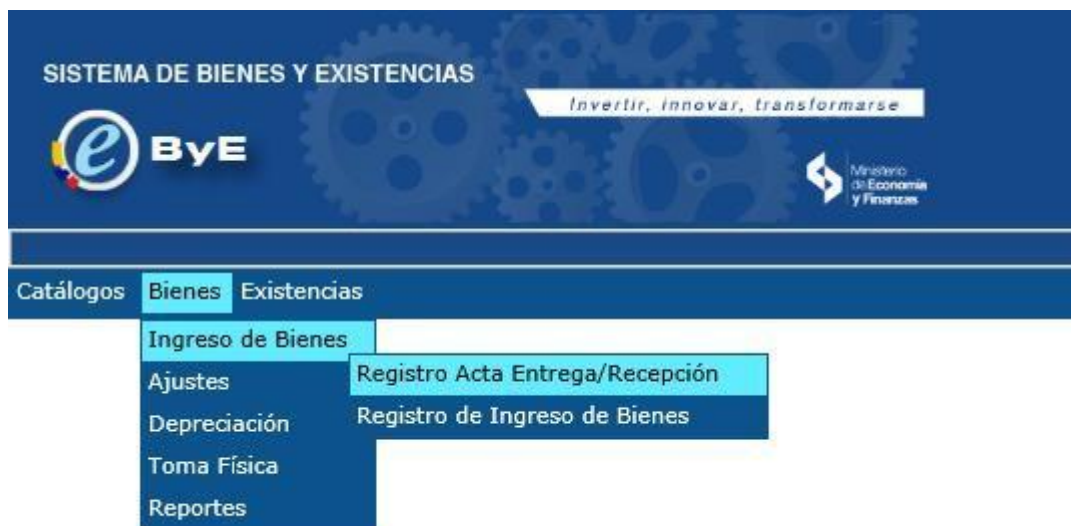 SISTEMA DE BIENES Y EXISTENCIAS
Invertir, innovar, transformarse
e ByE
Ministerio
de Economía
y Finanzas
Catálogos Bienes Existencias
Ingreso de Bienes
Ajustes
Registro Acta Entrega/Recepción
Depreciación
Registro de Ingreso de Bienes
Toma Física
Reportes